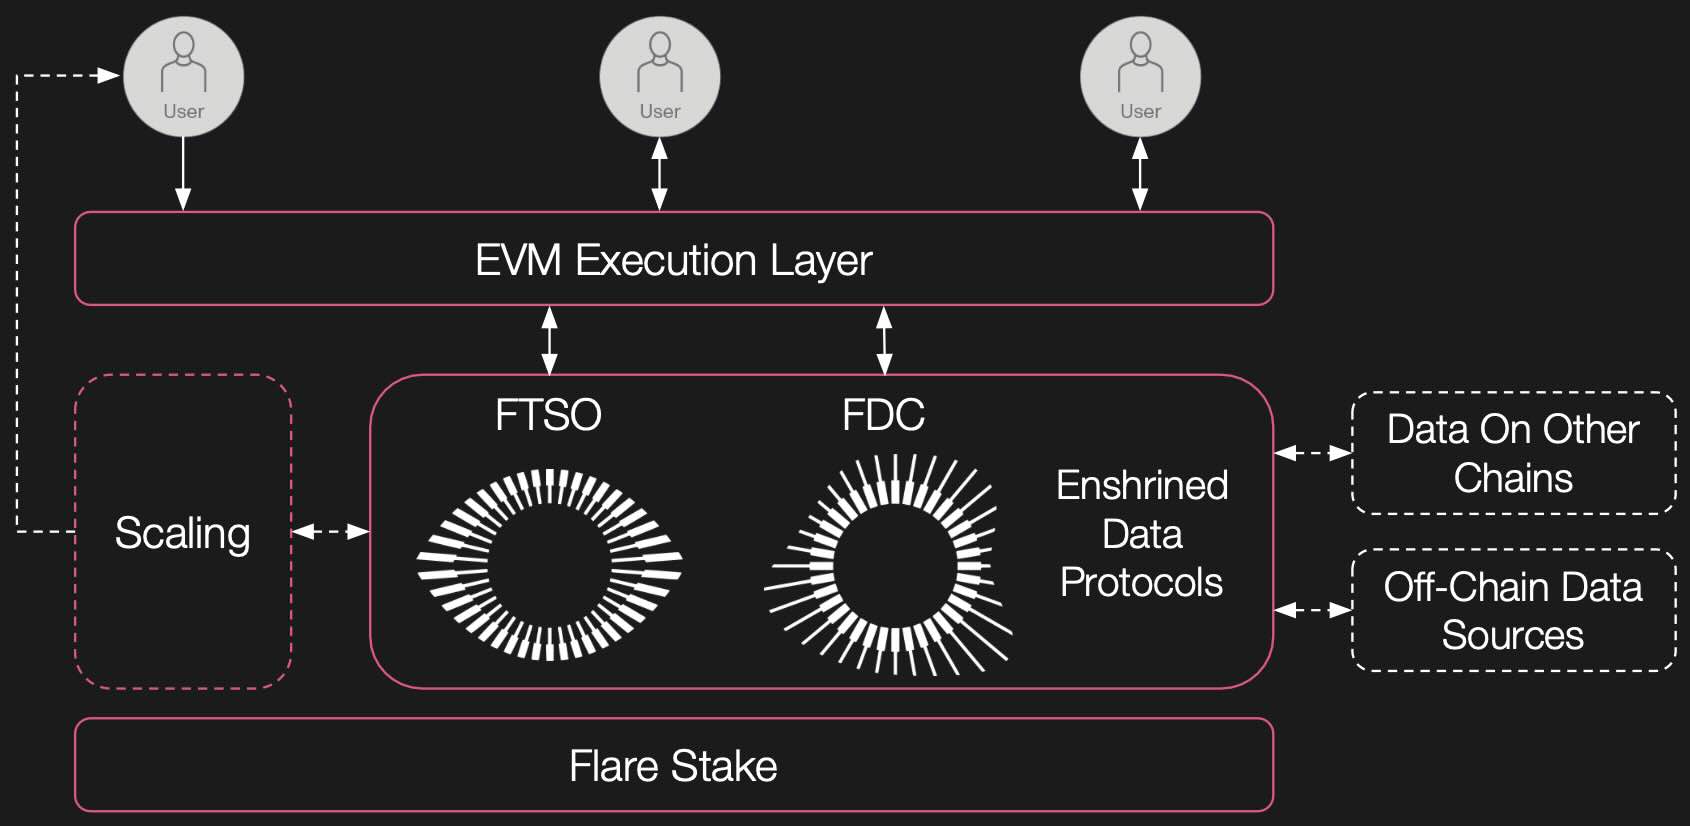 User
User
User
EVM Execution Layer
FTSO
FDC
Scaling
Enshrined
Data
Protocols
Data On Other
Chains
Off-Chain Data
Sources
Flare Stake